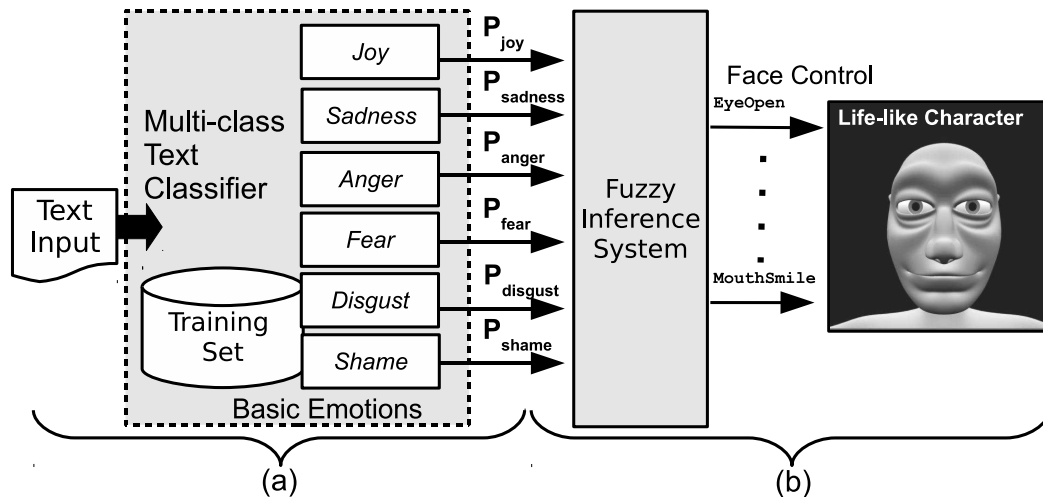 Text
Input
Multi-class
Text
Classifier
Training
Set
Joy
Sadness
Anger
Fear
Disgust
Shame
Basic Emotions
P joy
P sadness
P anger
P fear
P disgust
P shame
Fuzzy
Inference
System
Face Control
EyeOpen
MouthSmile
Life-like Character
(a)
(b)